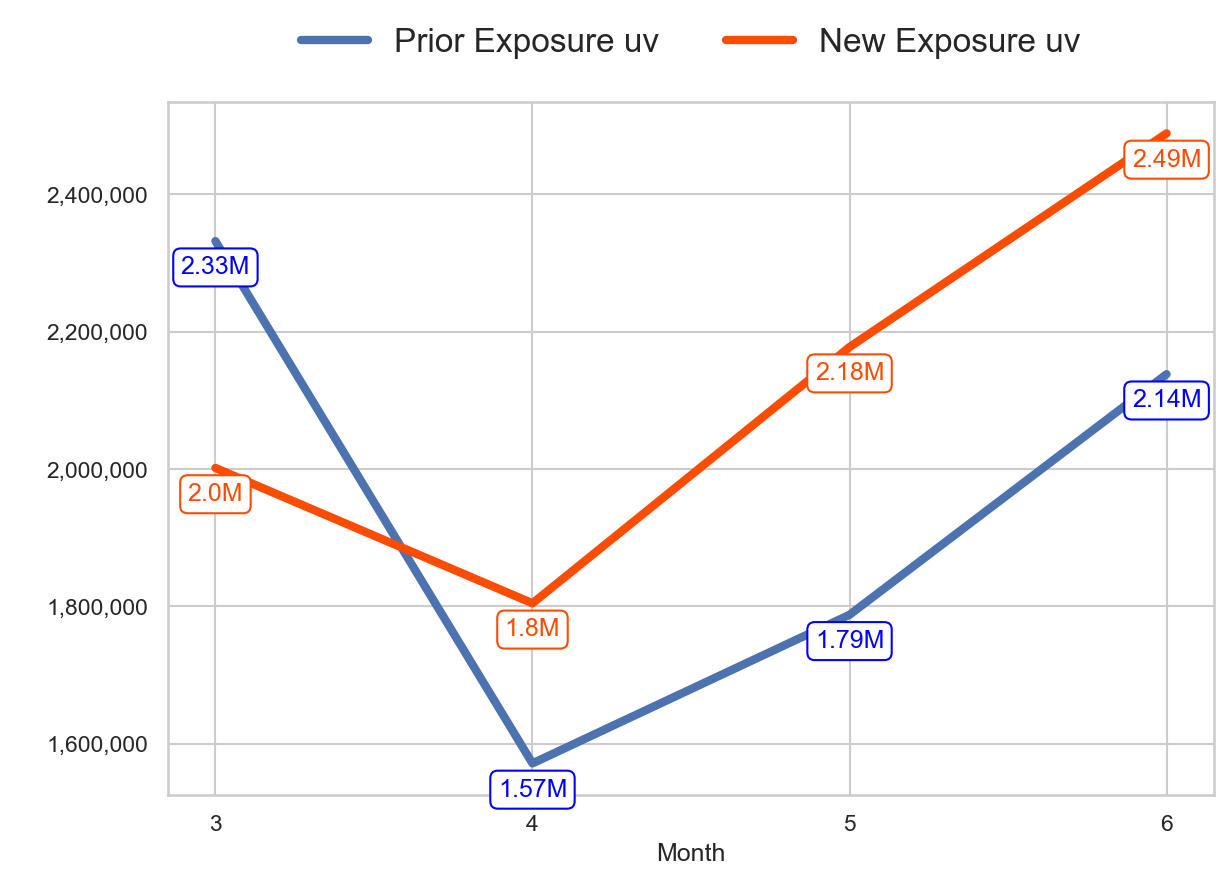 Prior Exposure uv New Exposure uv
2.49M
2,400,000
2.33M
2,200,000
2.18M
2.14M
2,000,000
2.0M
1,800,000
1.8M
1.79M
1,600,000
1.57M
3 4 5 6
Month